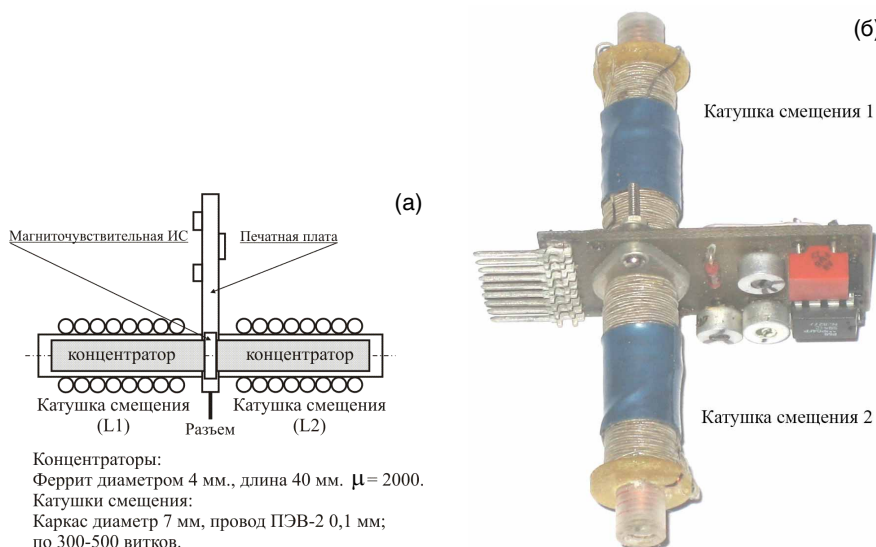 (а)
Магниточувствительная ИС
Печатная плата
концентратор
концентратор
Катушка смещения
(L1)
Разъем
Катушка смещения
(L2)
Концентраторы:
Феррит диаметром 4 мм., длина 40 мм. μ = 2000.
Катушки смещения:
Каркас диаметр 7 мм, провод ПЭВ-2 0,1 мм;
по 300-500 витков.
(б)
Катушка смещения 1
Катушка смещения 2